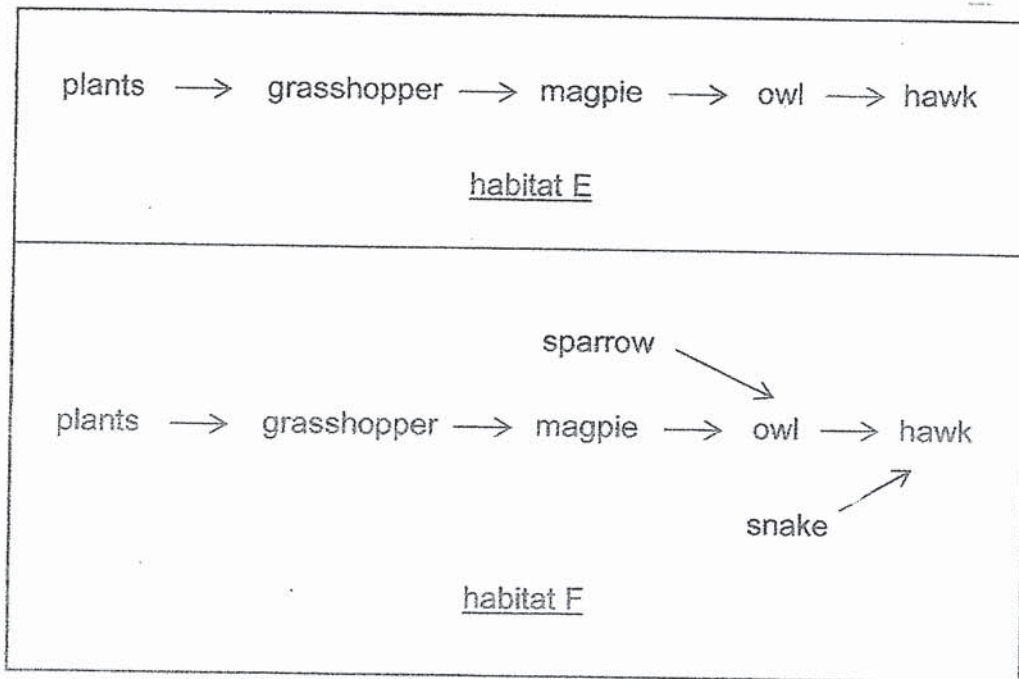 plants → grasshopper → magpie → owl → hawk
habitat E
sparrow
plants → grasshopper → magpie → owl → hawk
snake
habitat F